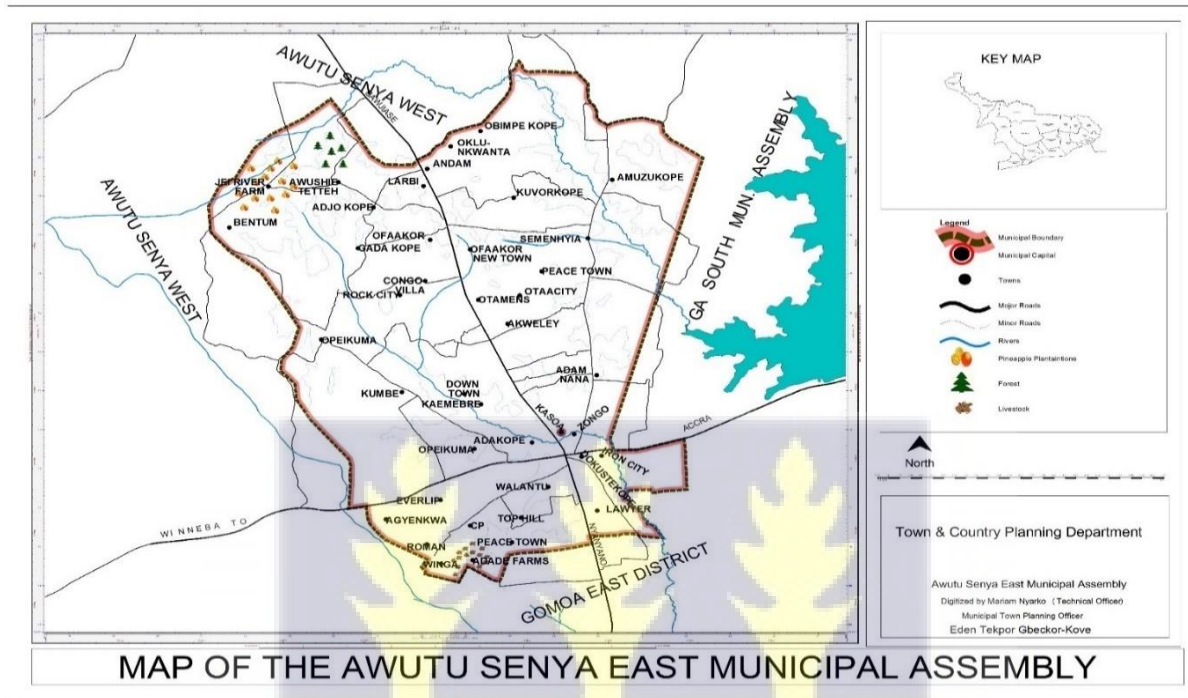 AWUTU SENYA WEST
BAWJIASE
OBIMPE KOPE
OKLU-
NKWANTA
ANDAM
LARBI
AMUZUKOPE
KUVORKOPE
JEI RIVER
FARM
AWUSHIE
TETTEH
ADJO KOPE
BENTUM
AWUTU SENYA WEST
OFAAKOR
GADA KOPE
OFAAKOR
NEW TOWN
SEMENHYIA
PEACE TOWN
CONGO
VILLA
ROCK CITY
OTAMENS
OTAACITY
AKWELEY
OPEIKUMA
ADAM
NANA
KUMBE
DOWN
TOWN
KAEMEBRE
KASOA
ZONGO
ACCRA
ADAKOPE
OPEIKUMA
IRON CITY
DOKUSTEKOPE
WALANTU
EVERLIP
LAWYER
AGYENKWA
CP
TOP HILL
WINNEBA TO
ROMAN
PEACE TOWN
NYANYANO
WINGA
ADADE FARMS
GOMOA EAST DISTRICT
GA SOUTH MUN. ASSEMBLY
KEY MAP
Legend
Municipal Boundary
Municipal Capital
Towns
Major Roads
Minor Roads
Rivers
Pineapple Plantaintions
Forest
Livestock
North
Town & Country Planning Department
Awutu Senya East Municipal Assembly
Digitized by Mariam Nyarko ( Technical Officer)
Municipal Town Planning Officer
Eden Tekpor Gbeckor-Kove
MAP OF THE AWUTU SENYA EAST MUNICIPAL ASSEMBLY